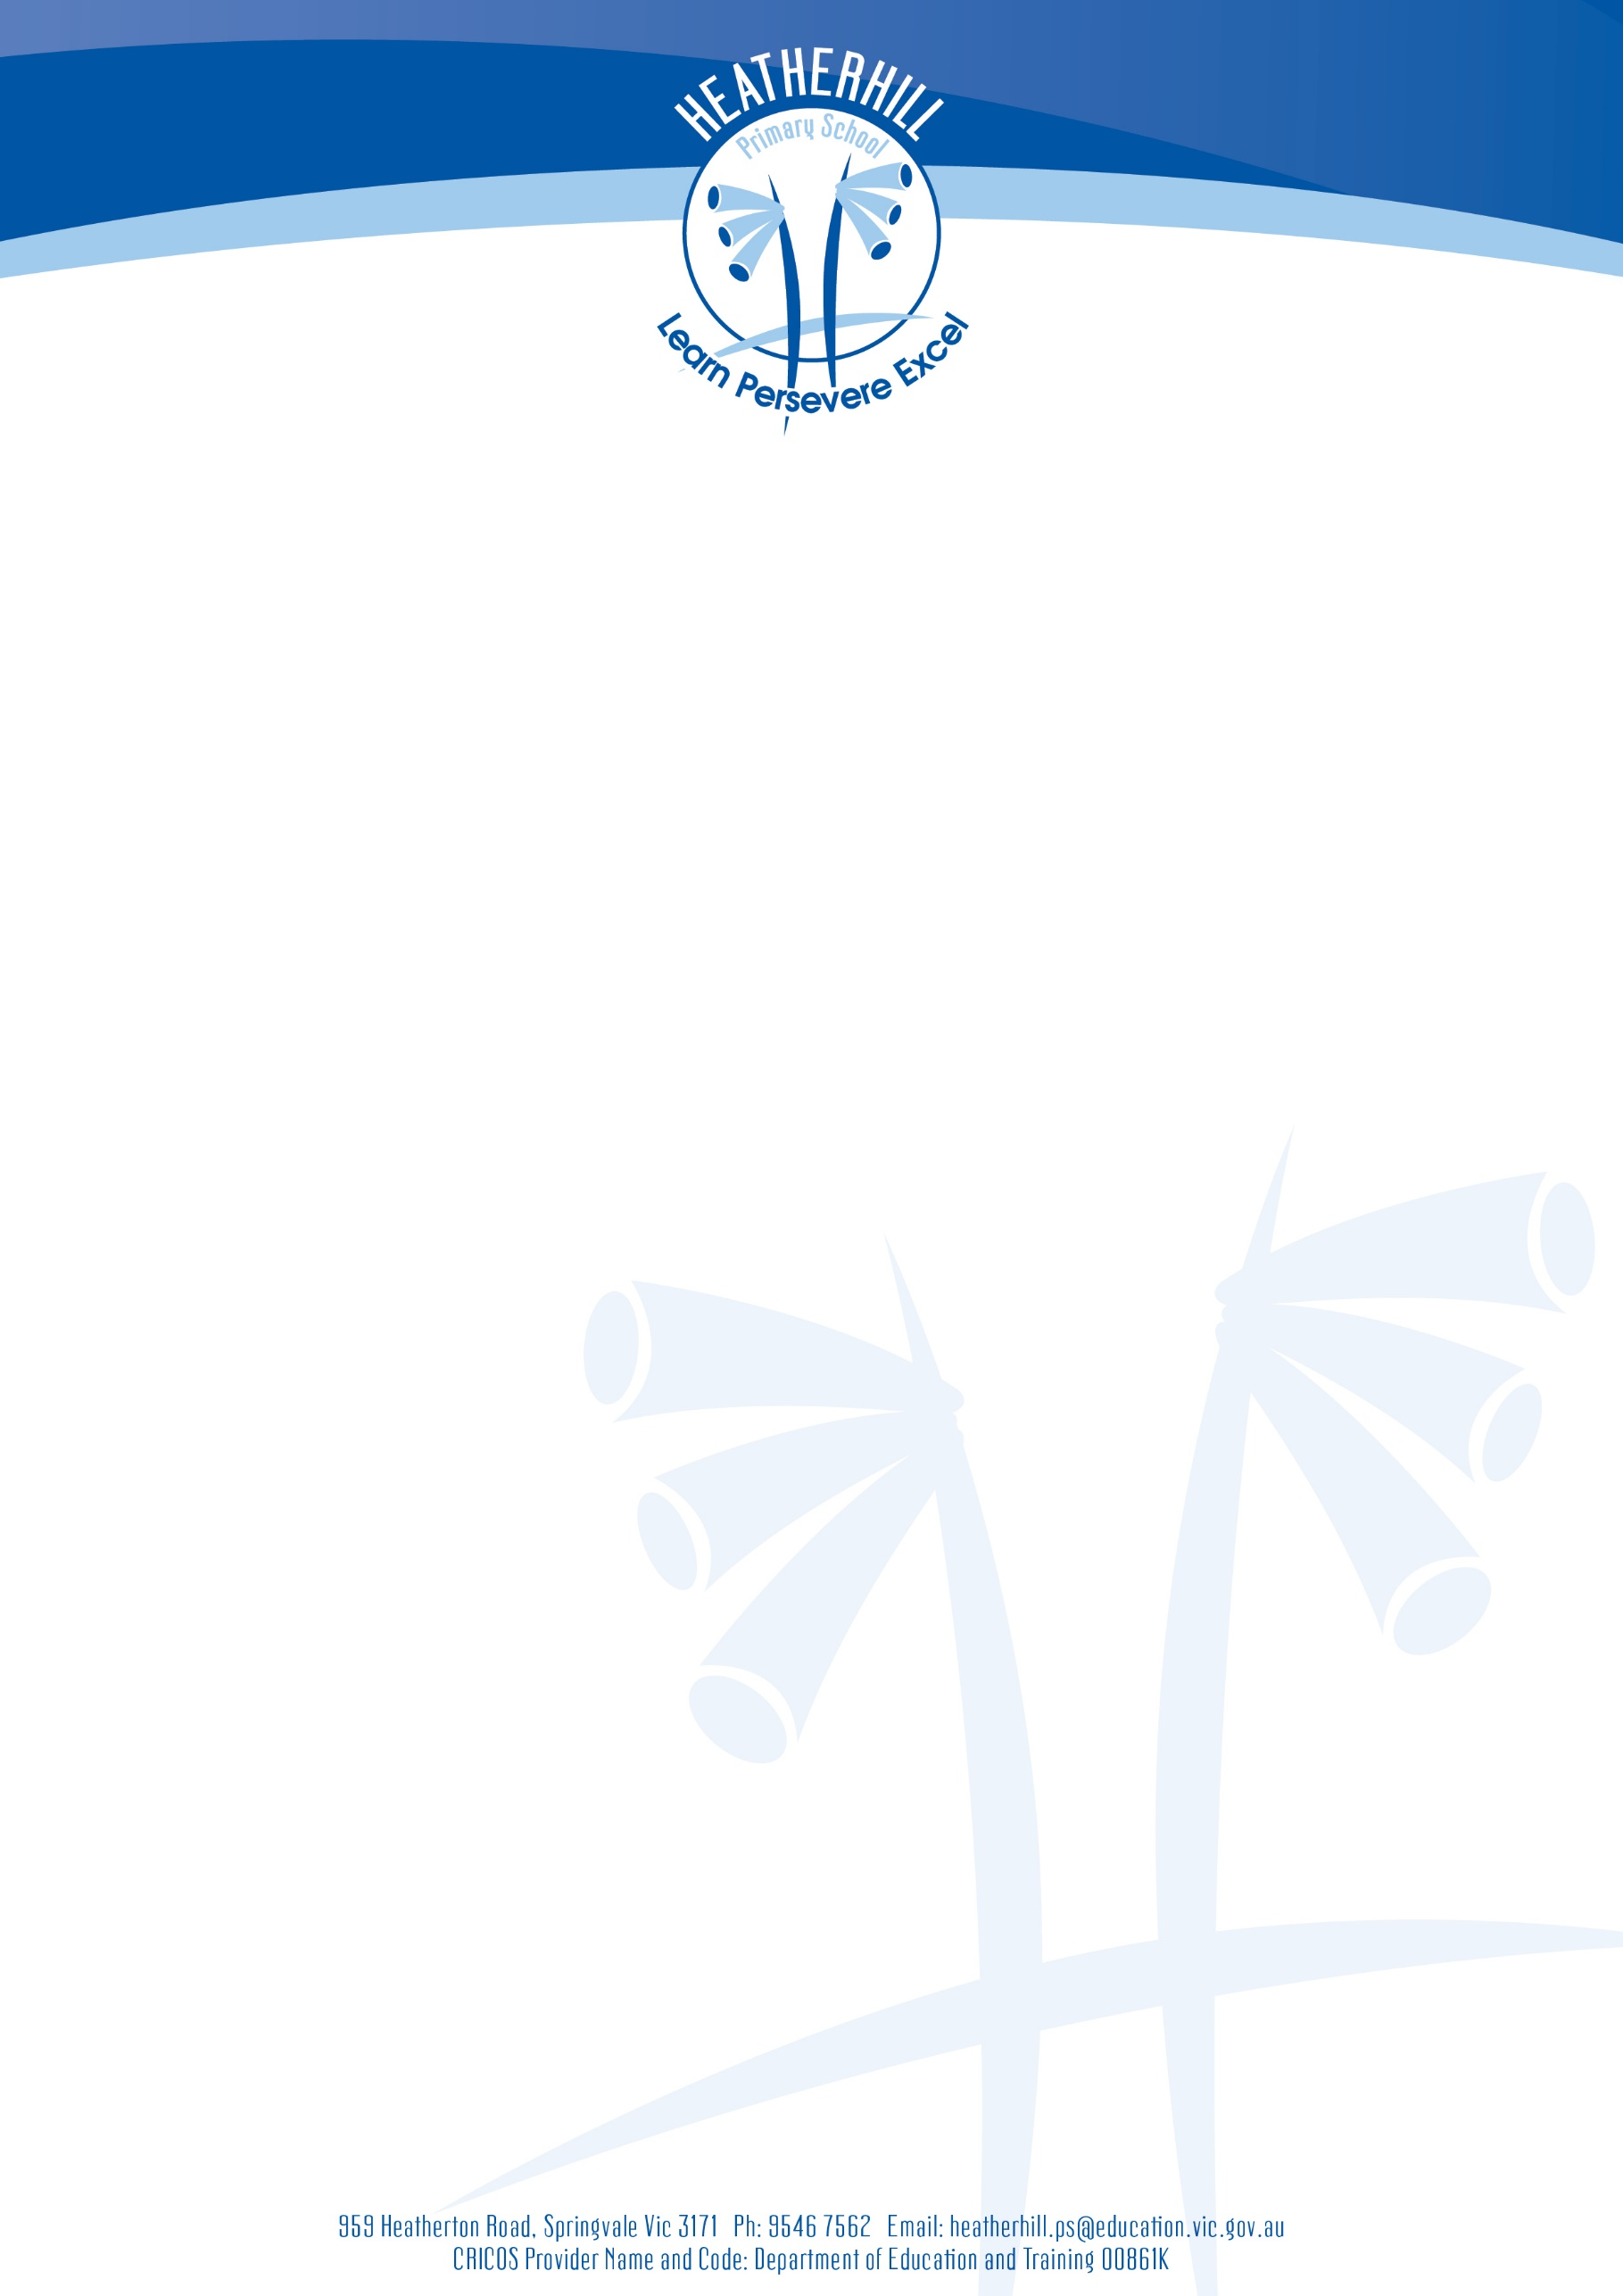 HEATHERHILL
Primary School
Learn Persevere Excel
959 Heatherton Road, Springvale Vic 3171 Ph: 9546 7562 Email: heatherhill.ps@education.vic.gov.au
CRICOS Provider Name and Code: Department of Education and Training 00861K